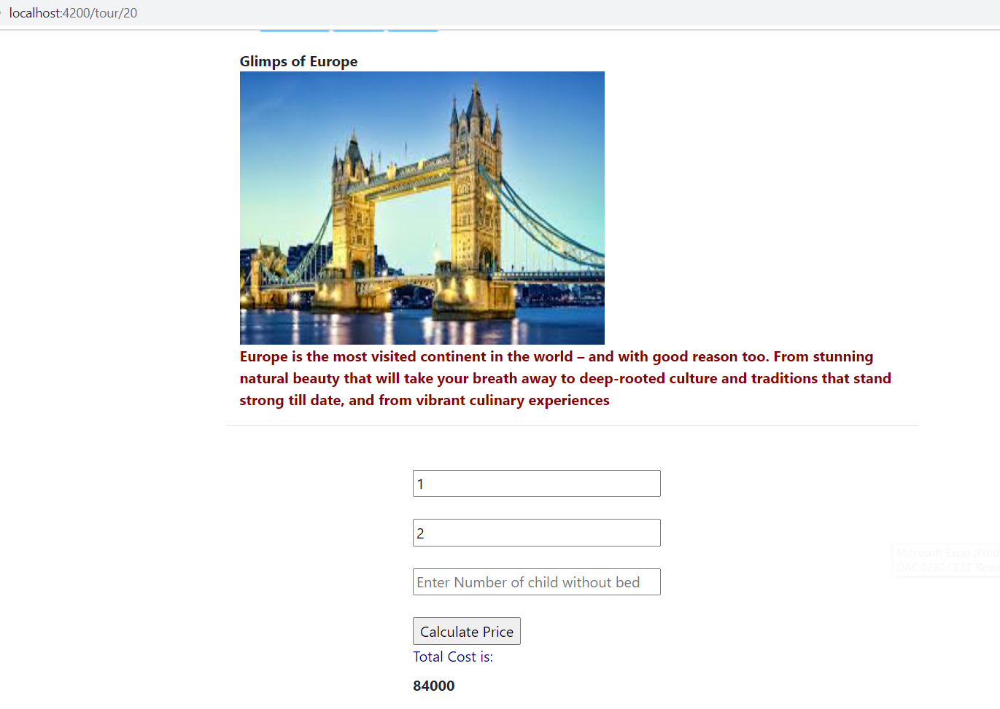 localhost:4200/tour/20
Glimps of Europe
Europe is the most visited continent in the world – and with good reason too. From stunning
natural beauty that will take your breath away to deep-rooted culture and traditions that stand
strong till date, and from vibrant culinary experiences
1
2
Microsoft Excel (Prod
DAC 0220 CCEE Resul
Enter Number of child without bed
Calculate Price
Total Cost is:
84000